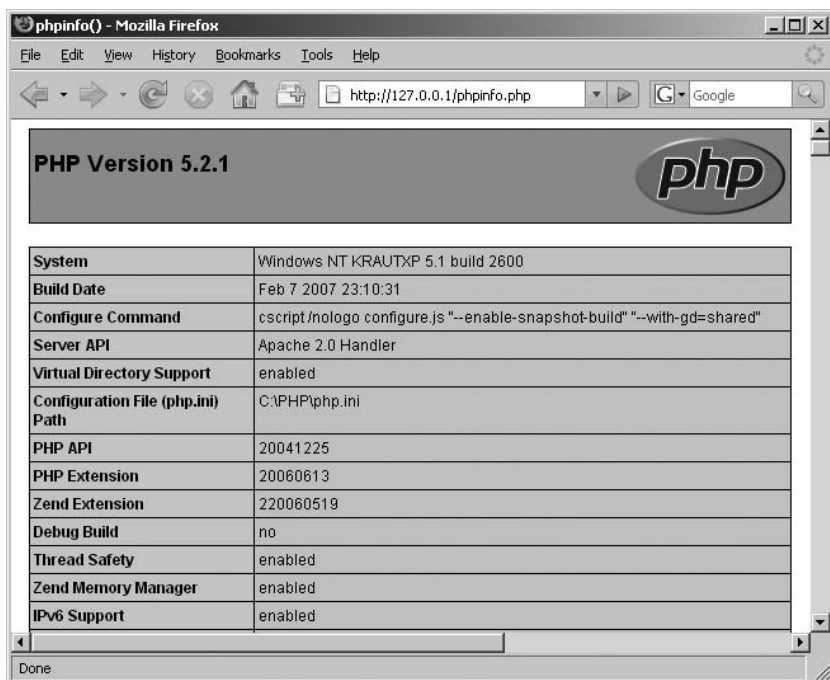 phpinfo() - Mozilla Firefox
File Edit View History Bookmarks Tools Help
http://127.0.0.1/phpinfo.php G Google
PHP Version 5.2.1
php
System Windows NT KRAUTXP 5.1 build 2600
Build Date Feb 7 2007 23:10:31
Configure Command cscript /nologo configure.js "--enable-snapshot-build" "--with-gd=shared"
Server API Apache 2.0 Handler
Virtual Directory Support enabled
Configuration File (php.ini) C:\PHP\php.ini
Path
PHP API 20041225
PHP Extension 20060613
Zend Extension 220060519
Debug Build no
Thread Safety enabled
Zend Memory Manager enabled
IPv6 Support enabled
Done